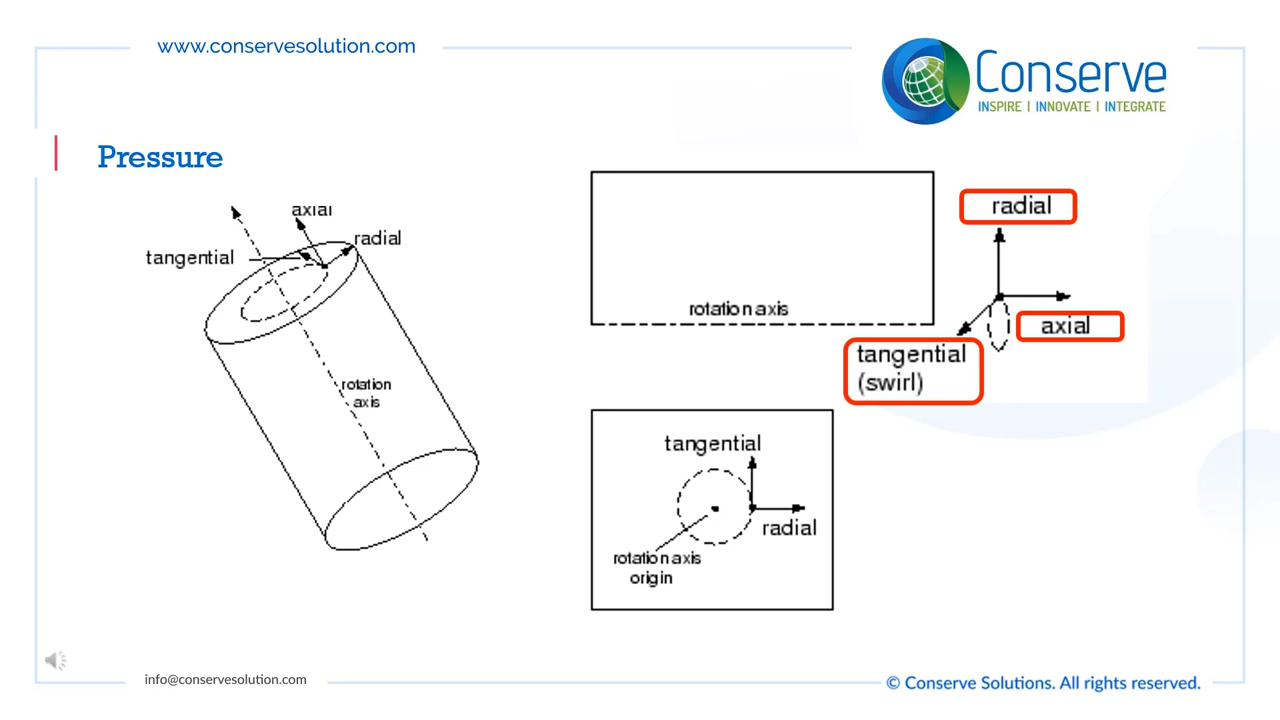 www.conservesolution.com
Conserve
INSPIRE | INNOVATE | INTEGRATE
Pressure
axial
radial
tangential
rotation
axis
radial
rotation axis
axial
tangential
(swirl)
tangential
radial
rotation axis
origin
info@conservesolution.com
© Conserve Solutions. All rights reserved.